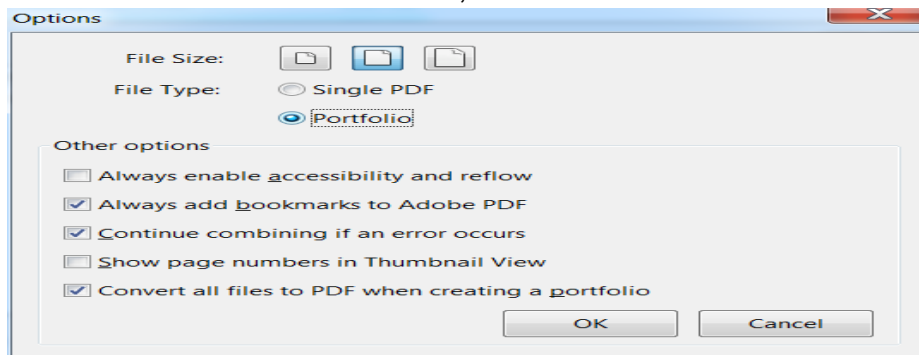 Options
File Size:
File Type: Single PDF
Portfolio
Other options
Always enable accessibility and reflow
Always add bookmarks to Adobe PDF
Continue combining if an error occurs
Show page numbers in Thumbnail View
Convert all files to PDF when creating a portfolio
OK Cancel